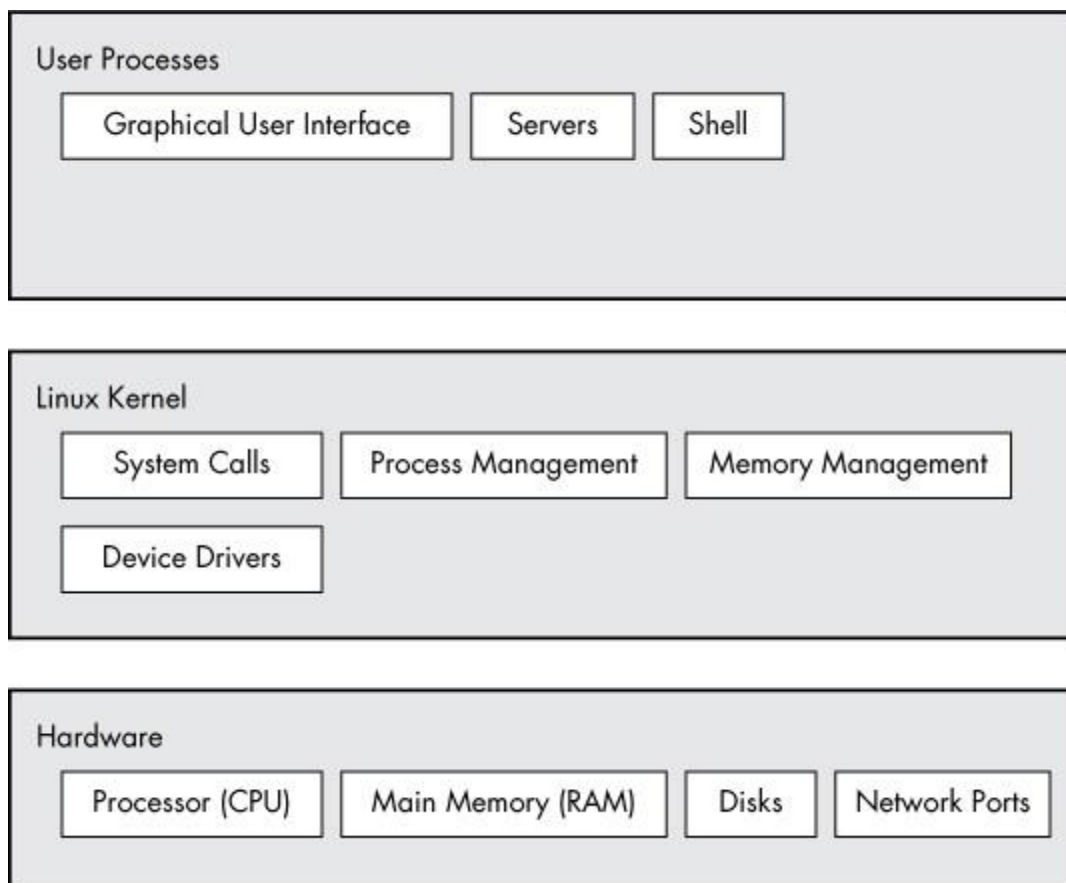 User Processes
Graphical User Interface
Servers
Shell
Linux Kernel
System Calls
Process Management
Memory Management
Device Drivers
Hardware
Processor (CPU)
Main Memory (RAM)
Disks
Network Ports